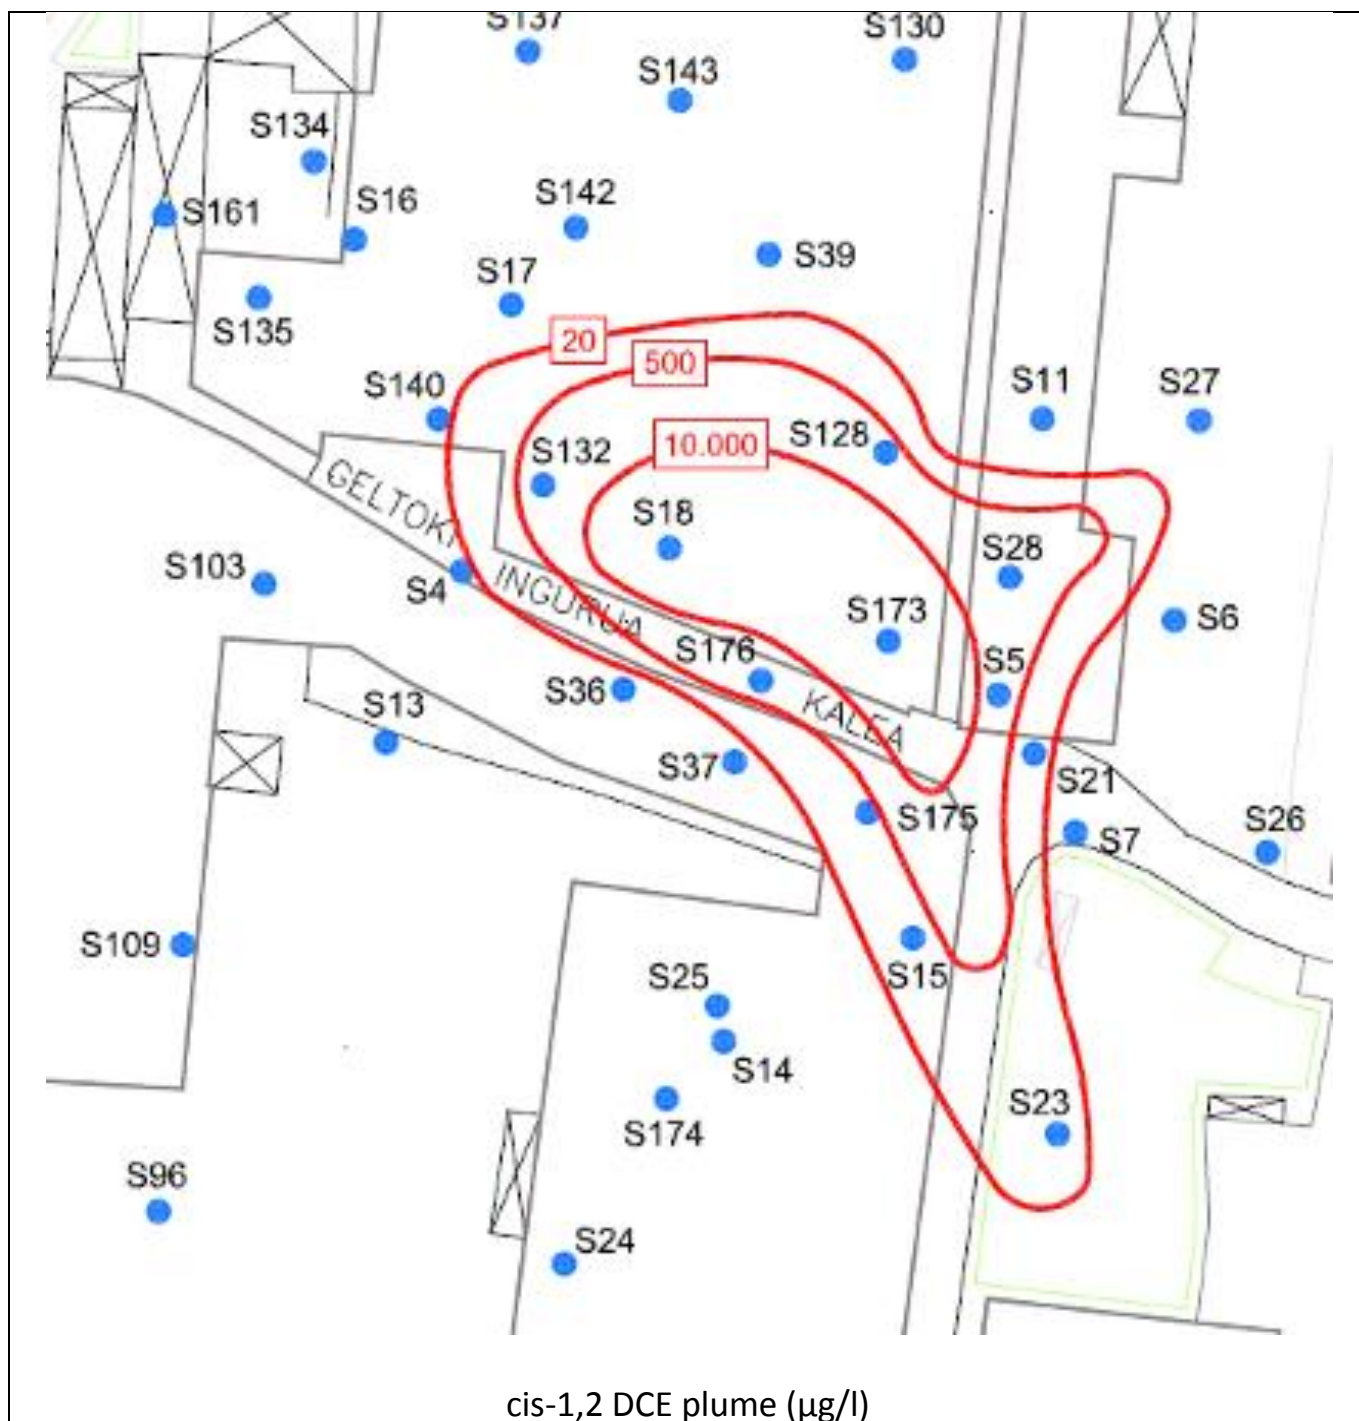 S137
S130
S143
S134
S142
S16
S161
S39
S17
S135
20
500
S140
S11
S27
S128
10.000
S132
GELTOKI
S18
S28
S103
S4
INGURUA
S173
S6
S176
S5
S36
KALEA
S13
S37
S21
S175
S7
S26
S109
S15
S25
S14
S23
S174
S96
S24
cis-1,2 DCE plume (µg/l)